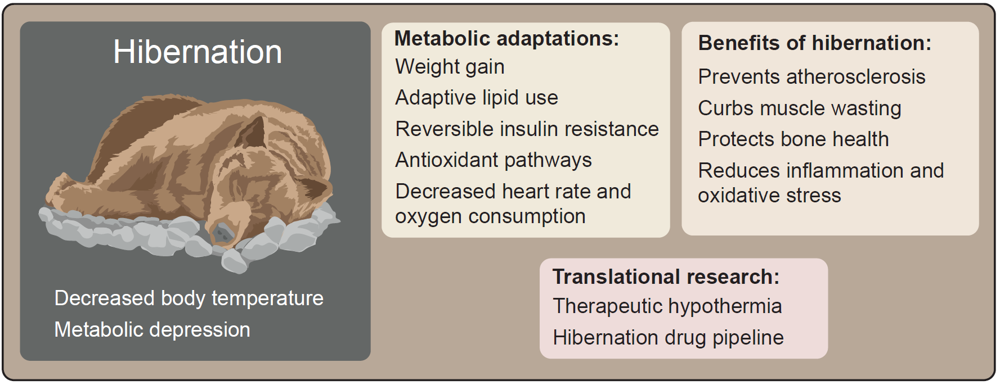 Hibernation
Decreased body temperature
Metabolic depression
Metabolic adaptations:
Weight gain
Adaptive lipid use
Reversible insulin resistance
Antioxidant pathways
Decreased heart rate and
oxygen consumption
Benefits of hibernation:
Prevents atherosclerosis
Curbs muscle wasting
Protects bone health
Reduces inflammation and
oxidative stress
Translational research:
Therapeutic hypothermia
Hibernation drug pipeline